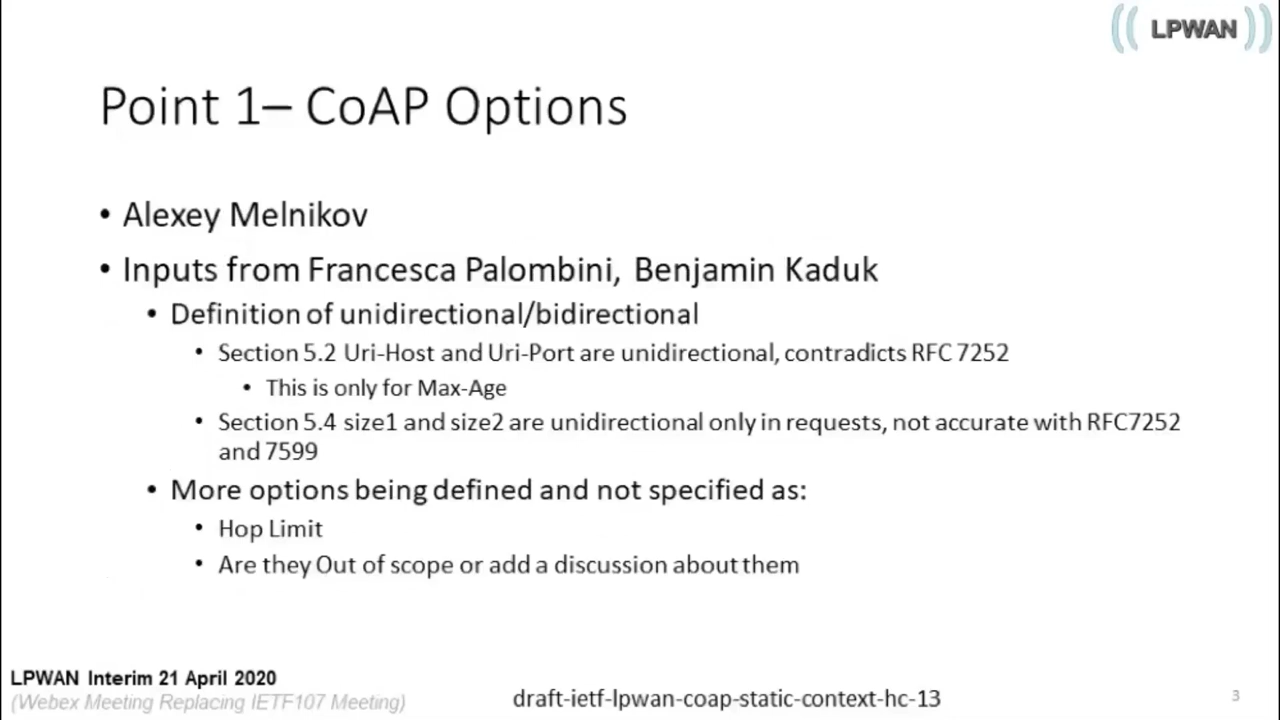 LPWAN
Point 1– CoAP Options
• Alexey Melnikov
• Inputs from Francesca Palombini, Benjamin Kaduk
• Definition of unidirectional/bidirectional
• Section 5.2 Uri-Host and Uri-Port are unidirectional, contradicts RFC 7252
• This is only for Max-Age
• Section 5.4 size1 and size2 are unidirectional only in requests, not accurate with RFC7252
and 7599
• More options being defined and not specified as:
• Hop Limit
• Are they Out of scope or add a discussion about them
LPWAN Interim 21 April 2020
(Webex Meeting Replacing IETF107 Meeting)
draft-ietf-lpwan-coap-static-context-hc-13
3